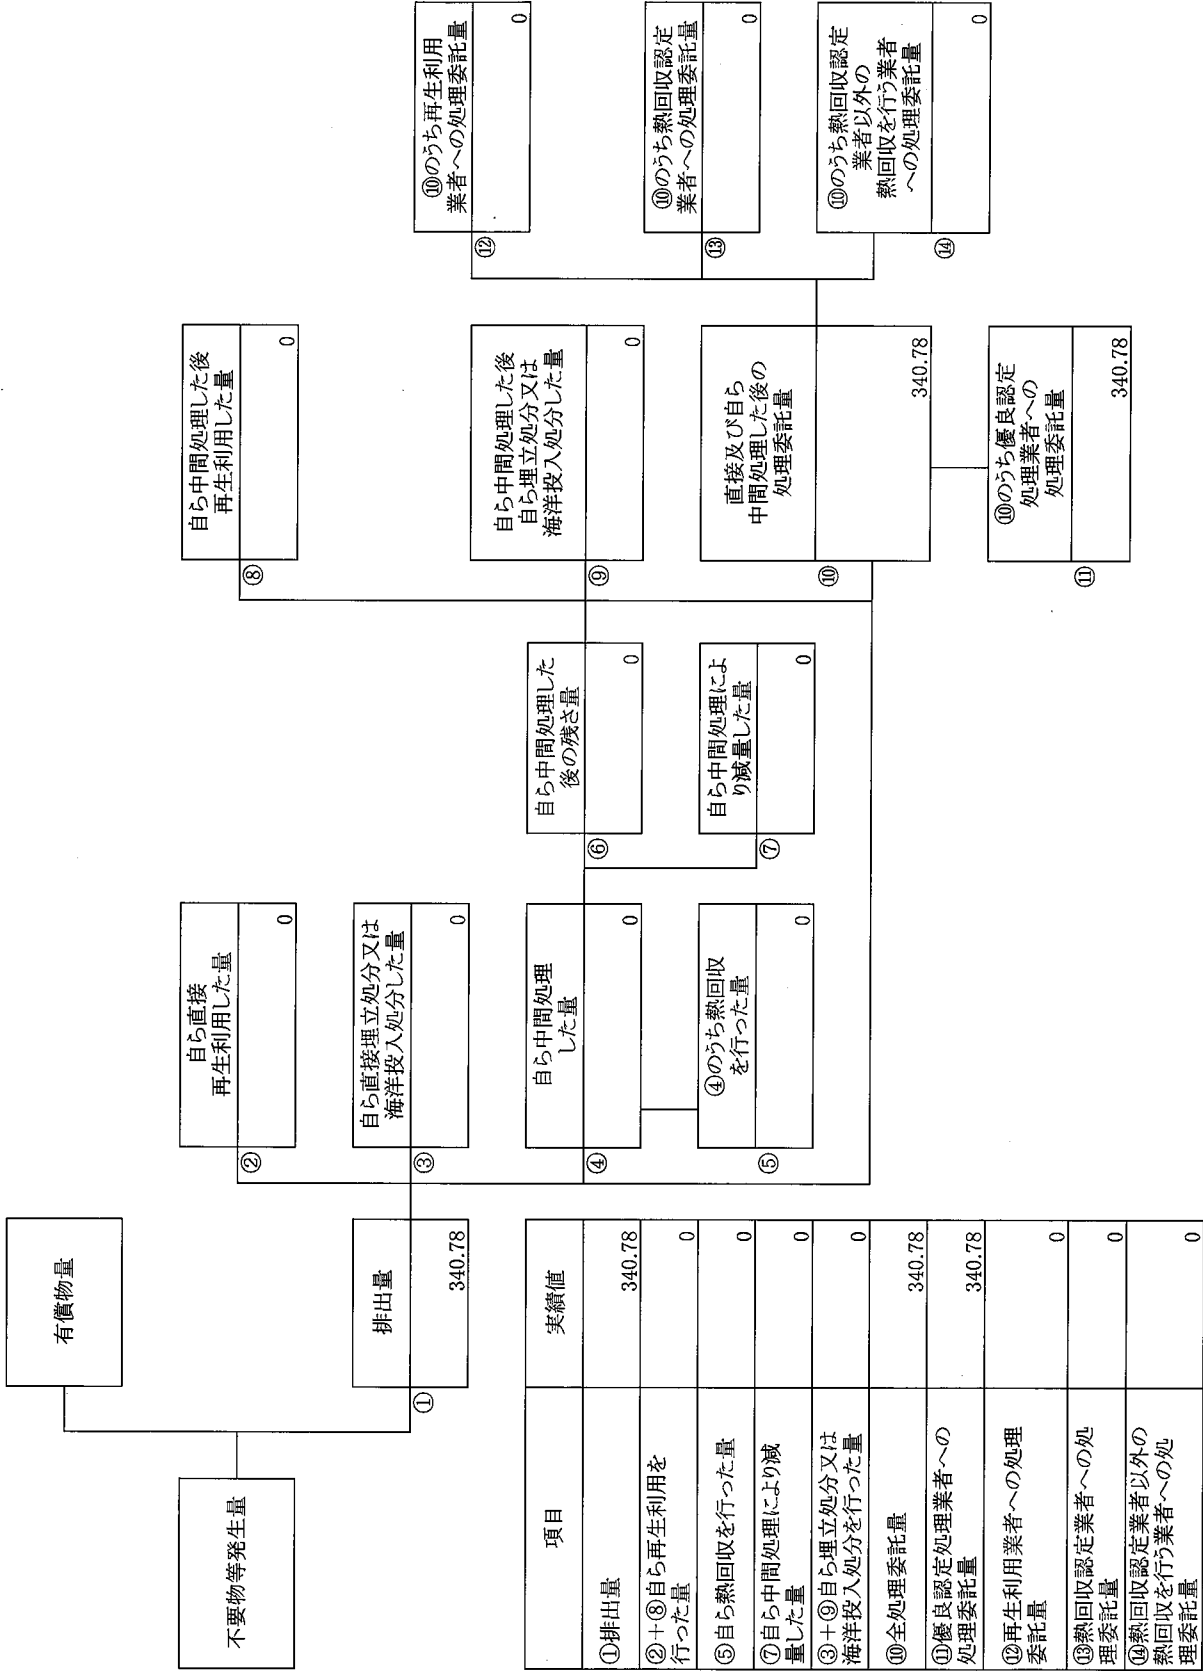 不要物等発生量
有償物量
①
排出量
340.78
②
自ら直接
再生利用した量
0
③
自ら直接埋立処分又は
海洋投入処分した量
0
④
自ら中間処理
した量
0
⑤
④のうち熱回収
を行った量
0
⑥
自ら中間処理した
後の残さ量
0
⑦
自ら中間処理によ
り減量した量
0
⑧
自ら中間処理した後
再生利用した量
0
⑨
自ら中間処理した後
自ら埋立処分又は
海洋投入処分した量
0
⑩
直接及び自ら
中間処理した後の
処理委託量
340.78
⑪
⑩のうち優良認定
処理業者への
処理委託量
340.78
⑫
⑩のうち再生利用
業者への処理委託量
0
⑬
⑩のうち熱回収認定
業者への処理委託量
0
⑭
⑩のうち熱回収認定
業者以外の
熱回収を行う業者
への処理委託量
0
項目 実績値
①排出量 340.78
②＋⑧自ら再生利用を
行った量 0
⑤自ら熱回収を行った量 0
⑦自ら中間処理により減
量した量 0
③＋⑨自ら埋立処分又は
海洋投入処分を行った量 0
⑩全処理委託量 340.78
⑪優良認定処理業者への
処理委託量 340.78
⑫再生利用業者への処理
委託量 0
⑬熱回収認定業者への処
理委託量 0
⑭熱回収認定業者以外の
熱回収を行う業者への処
理委託量 0